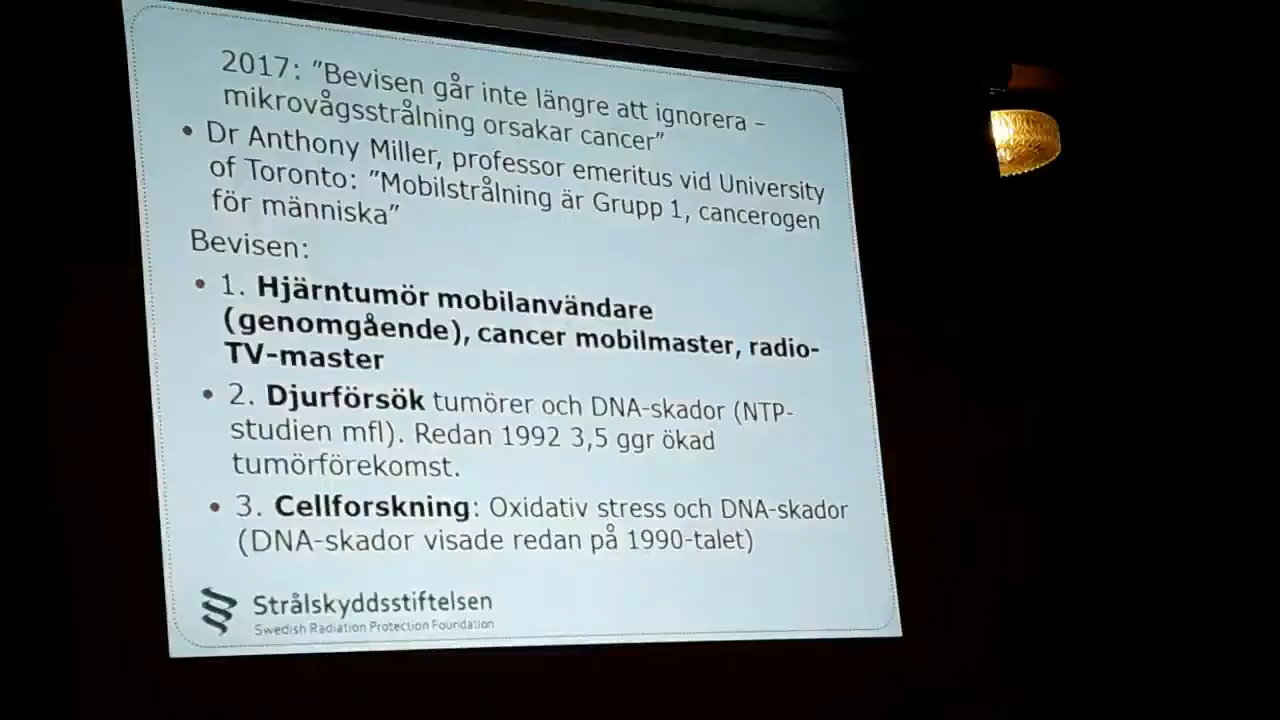 2017: ”Bevisen går inte längre att ignorera –
mikrovågsstrålning orsakar cancer”
• Dr Anthony Miller, professor emeritus vid University
of Toronto: ”Mobilstrålning är Grupp 1, cancerogen
för människa”
Bevisen:
• 1. Hjärntumör mobilanvändare
(genomgående), cancer mobilmaster, radio-
TV-master
• 2. Djurförsök tumörer och DNA-skador (NTP-
studien mfl). Redan 1992 3,5 ggr ökad
tumörförekomst.
• 3. Cellforskning: Oxidativ stress och DNA-skador
(DNA-skador visade redan på 1990-talet)
Strålskyddsstiftelsen
Swedish Radiation Protection Foundation